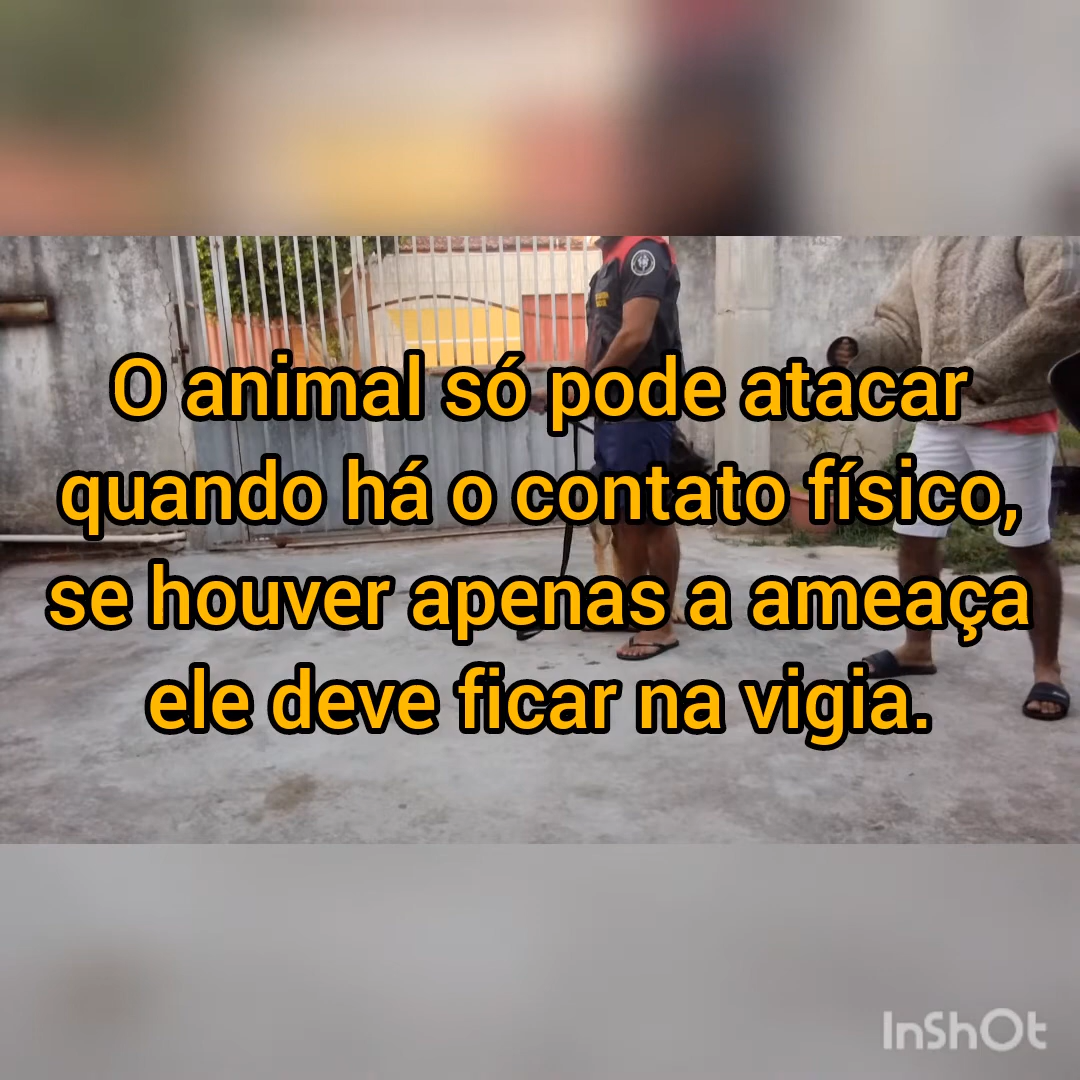 O animal só pode atacar
quando há o contato físico,
se houver apenas a ameaça
ele deve ficar na vigia.
InShOt